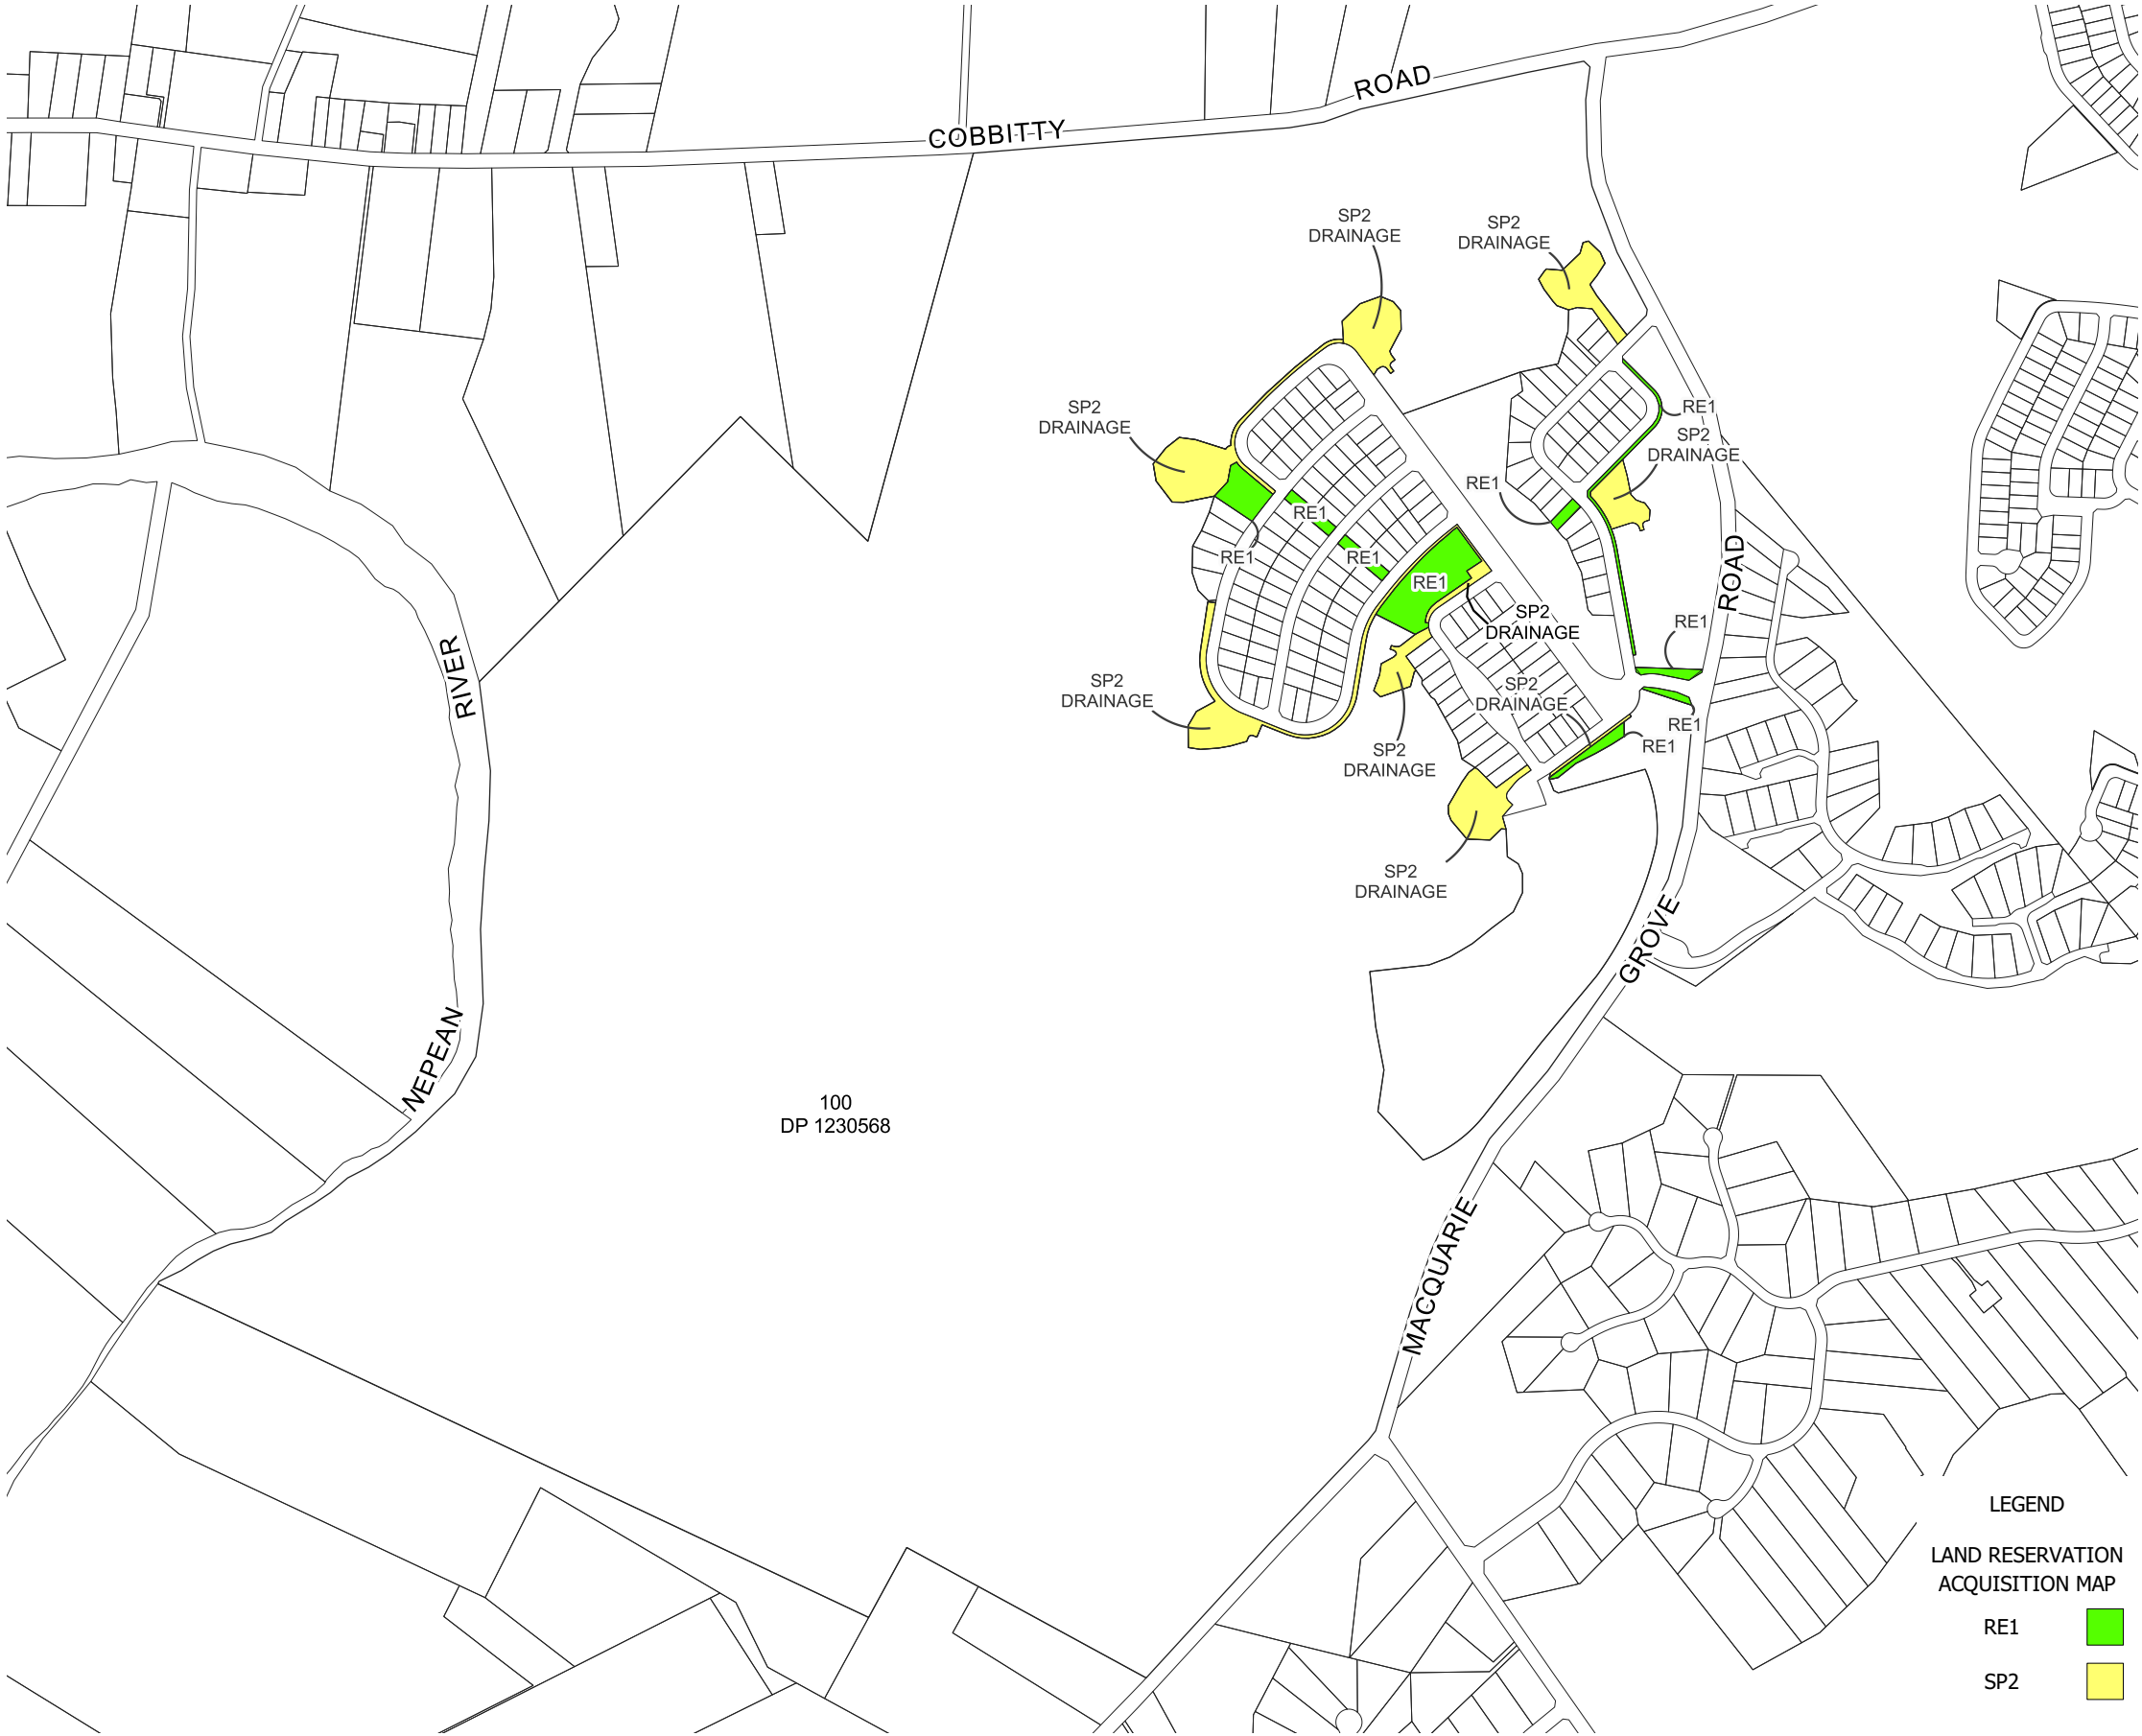 COBBITTY
ROAD
SP2
DRAINAGE
SP2
DRAINAGE
SP2
DRAINAGE
RE1
SP2
DRAINAGE
RE1
RE1
RE1
RE1
RE1
ROAD
SP2
DRAINAGE
RE1
SP2
DRAINAGE
SP2
DRAINAGE
RE1
RE1
SP2
DRAINAGE
SP2
DRAINAGE
RIVER
NEPEAN
GROVE
MACQUARIE
100
DP 1230568
LEGEND
LAND RESERVATION
ACQUISITION MAP
RE1
SP2